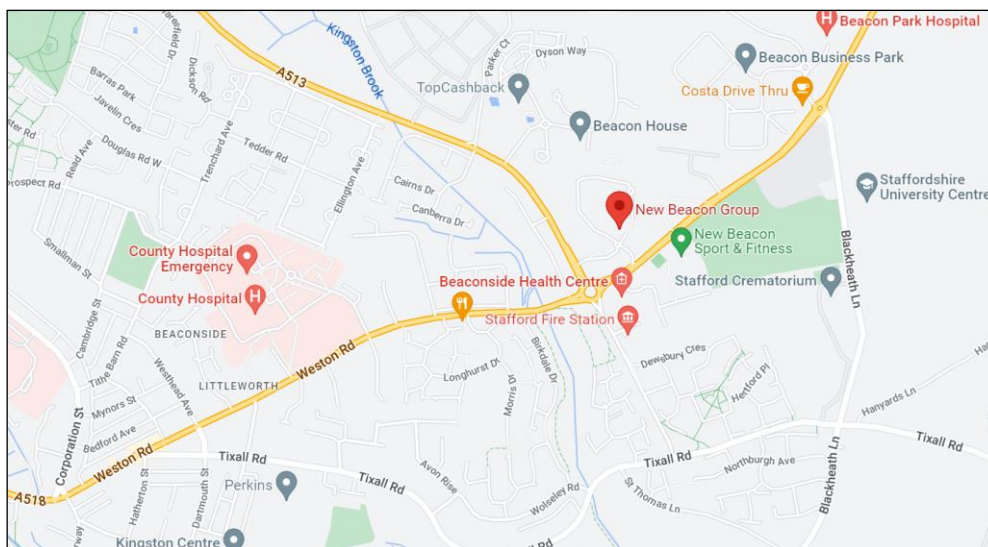 Beacon Park Hospital
Kingston Brook
A513
Parker Ct
Dyson Way
Beacon Business Park
Dickson Rd
Barras Park
TopCashback
Costa Drive Thru
Javelin Cres
Beacon House
Trenchard Ave
Douglas Rd W
Tedder Rd
Read Ave
Ellington Ave
Cairns Dr
Staffordshire
University Centre
Prospect Rd
Canberra Dr
New Beacon Group
New Beacon
Sport & Fitness
Smallman St
County Hospital
Emergency
Beaconside Health Centre
Stafford Crematorium
Blackheath Ln
County Hospital
Stafford Fire Station
Cambridge St
BEACONSIDE
Weston Rd
Birkdale Dr
Dewsbury Cres
Tithe Barn Rd
Westhead Ave
LITTLEWORTH
Longhurst Dr
Morris Dr
Hertford Pl
Mynors St
Hanyards Ln
Bedford Ave
Corporation St
Weston Rd
Tixall Rd
Tixall Rd
Blackheath Ln
Avon Rise
Northburgh Ave
A518
Hatherton St
Dartmouth St
Perkins
Tixall Rd
Wolseley Rd
St Thomas Ln
Kingston Centre
Rd